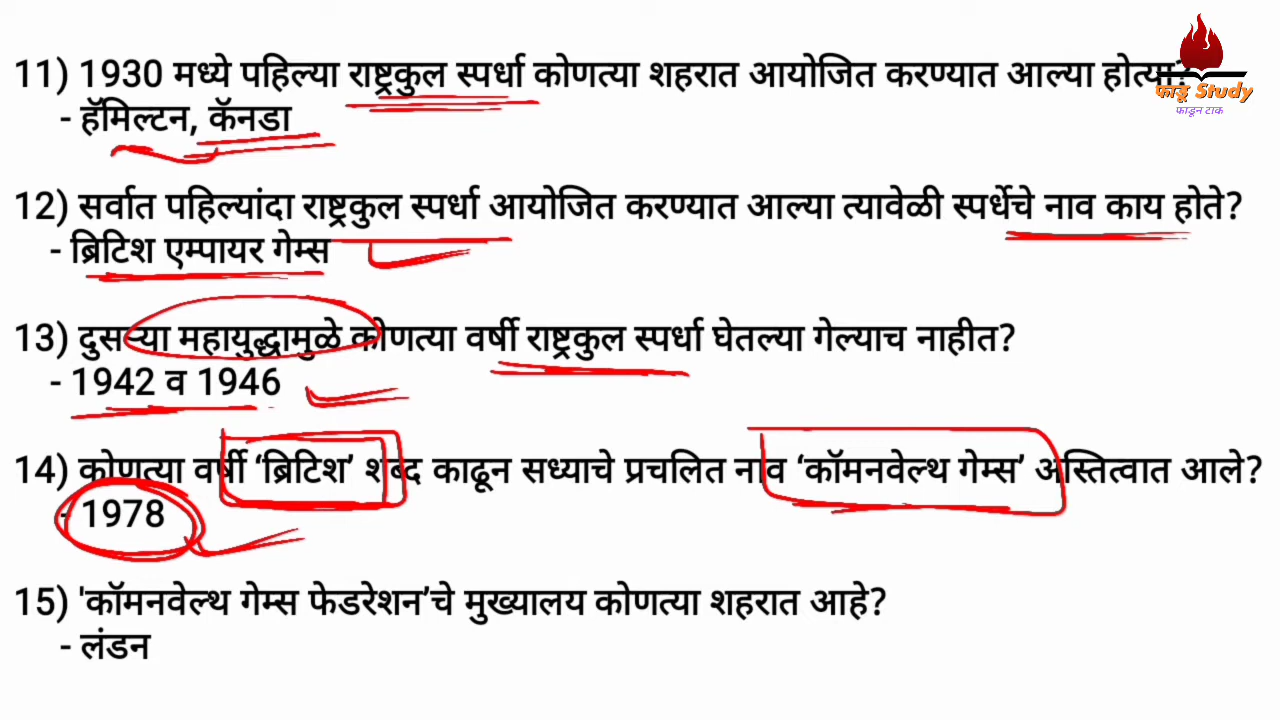 11) 1930 मध्ये पहिल्या राष्ट्रकुल स्पर्धा कोणत्या शहरात आयोजित करण्यात आल्या होत्या?
- हॅमिल्टन, कॅनडा
फाडू Study
फाडून टाक
12) सर्वात पहिल्यांदा राष्ट्रकुल स्पर्धा आयोजित करण्यात आल्या त्यावेळी स्पर्धेचे नाव काय होते?
- ब्रिटिश एम्पायर गेम्स
13) दुसऱ्या महायुद्धामुळे कोणत्या वर्षी राष्ट्रकुल स्पर्धा घेतल्या गेल्याच नाहीत?
- 1942 व 1946
14) कोणत्या वर्षी ‘ब्रिटिश’ शब्द काढून सध्याचे प्रचलित नाव ‘कॉमनवेल्थ गेम्स’ अस्तित्वात आले?
- 1978
15) 'कॉमनवेल्थ गेम्स फेडरेशन’चे मुख्यालय कोणत्या शहरात आहे?
- लंडन